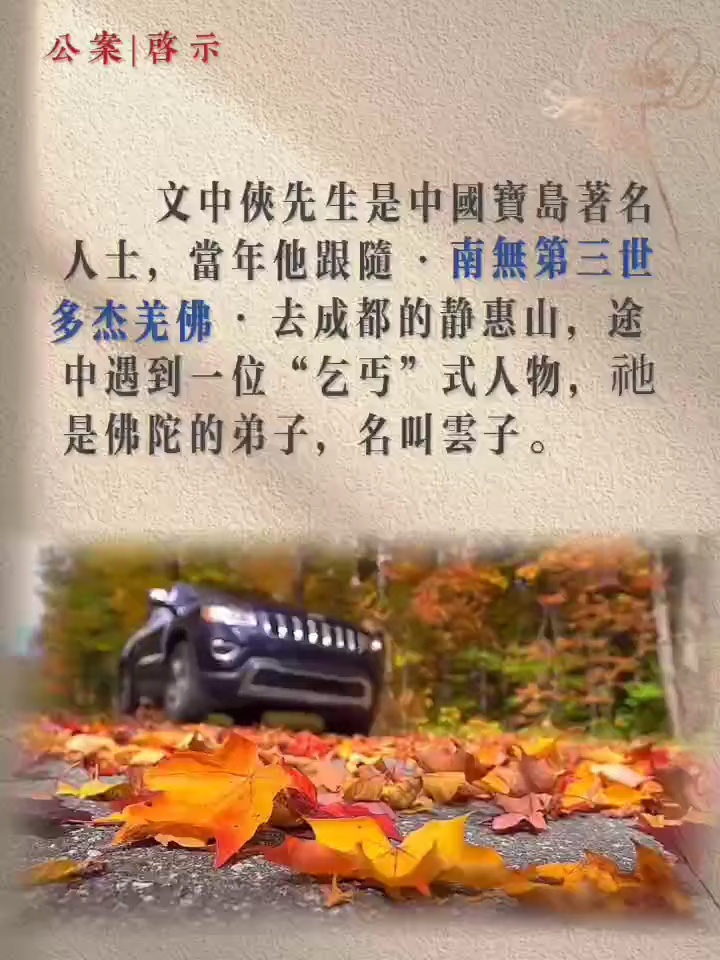 公案|啓示
文中俠先生是中國寶島著名
人士，當年他跟隨·南無第三世
多杰羌佛·去成都的静惠山，途
中遇到一位“乞丐”式人物，祂
是佛陀的弟子，名叫雲子。